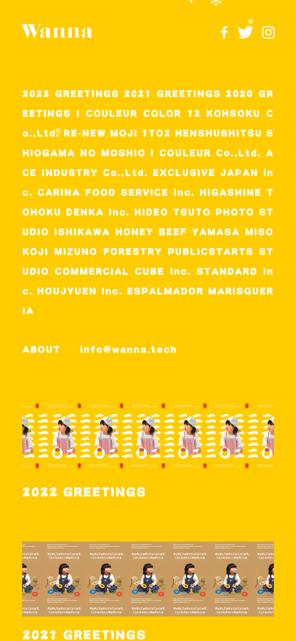 Wanna
2022 GREETINGS 2021 GREETINGS 2020 GR
EETINGS I COULEUR COLOR 12 KOHSOKU C
o.,Ltd. RE-NEW MOJI 1TO2 HENSHUSHITSU S
HIOGAMA NO MOSHIO I COULEUR Co.,Ltd. A
CE INDUSTRY Co.,Ltd. EXCLUSIVE JAPAN In
c. CARINA FOOD SERVICE Inc. HIGASHINE T
OHOKU DENKA Inc. HIDEO TSUTO PHOTO ST
UDIO ISHIKAWA HONEY BEEF YAMASA MISO
KOJI MIZUNO FORESTRY PUBLICSTARTS ST
UDIO COMMERCIAL CUBE Inc. STANDARD In
c. HOUJYUEN Inc. ESPALMADOR MARISQUER
IA
ABOUT info@wanna.tech
2022 GREETINGS
2021 GREETINGS